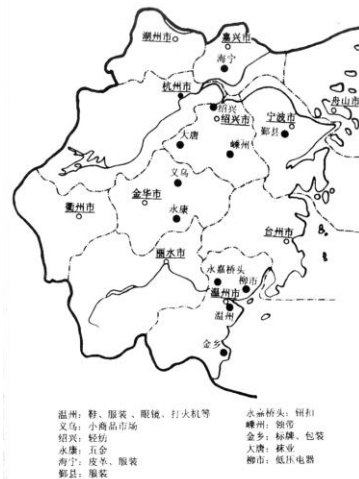 湖州市
嘉兴市
海宁
杭州市
舟山市
绍兴
绍兴市
宁波市
鄞县
大唐
嵊州
义乌
金华市
衢州市
永康
台州市
丽水市
永嘉桥头
柳市
温州市
温州
金乡
温州：鞋、服装、眼镜、打火机等
义乌：小商品市场
绍兴：轻纺
永康：五金
海宁：皮革、服装
鄞县：服装
永嘉桥头：钮扣
嵊州：领带
金乡：标牌、包装
大唐：袜业
柳市：低压电器